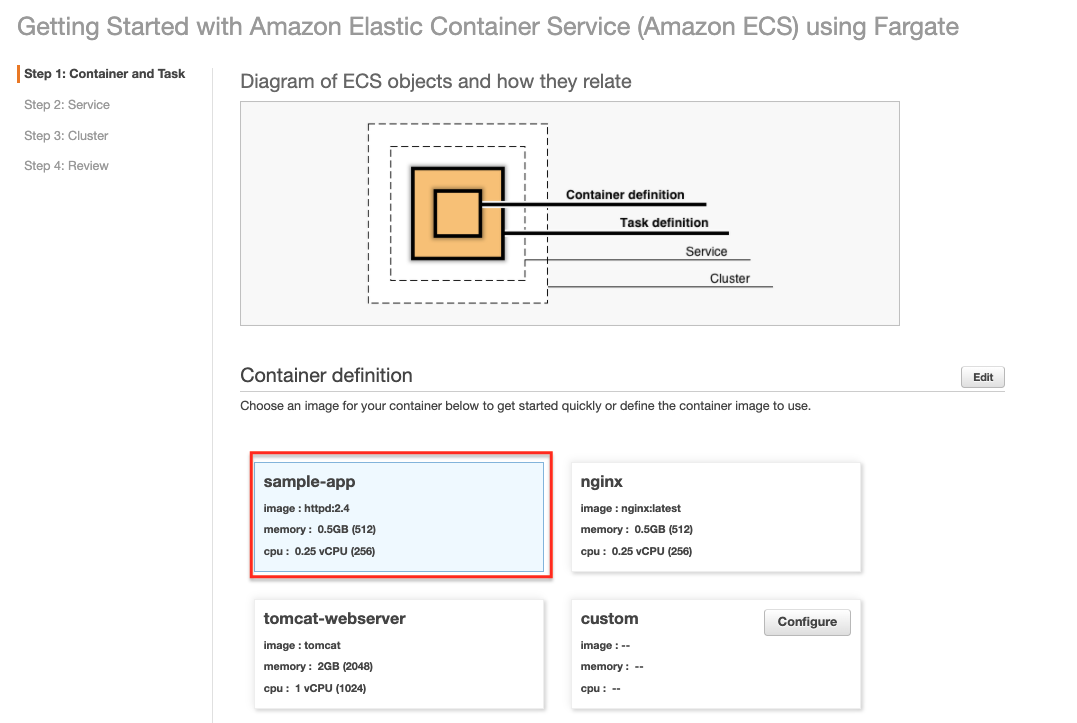 Getting Started with Amazon Elastic Container Service (Amazon ECS) using Fargate
Step 1: Container and Task
Step 2: Service
Step 3: Cluster
Step 4: Review
Diagram of ECS objects and how they relate
Container definition
Task definition
Service
Cluster
Container definition
Edit
Choose an image for your container below to get started quickly or define the container image to use.
sample-app
image : httpd:2.4
memory : 0.5GB (512)
cpu : 0.25 vCPU (256)
nginx
image : nginx:latest
memory : 0.5GB (512)
cpu : 0.25 vCPU (256)
tomcat-webserver
image : tomcat
memory : 2GB (2048)
cpu : 1 vCPU (1024)
custom
Configure
image : --
memory : --
cpu : --